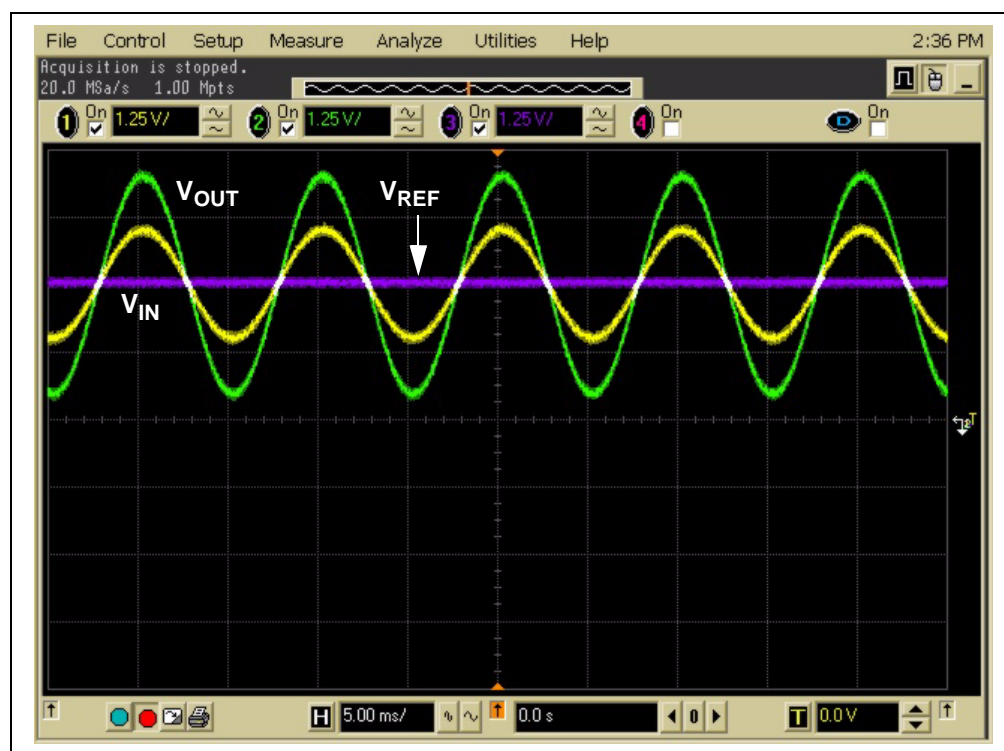 File Control Setup Measure Analyze Utilities Help 2:36 PM
Acquisition is stopped.
20.0 MSa/s 1.00 Mpts
1 On 1.25 V/ 2 On 1.25 V/ 3 On 1.25 V/ 4 On D On
VOUT VREF
VIN
T
H 5.00 ms/ 0.0 s 0 T 0.0 V